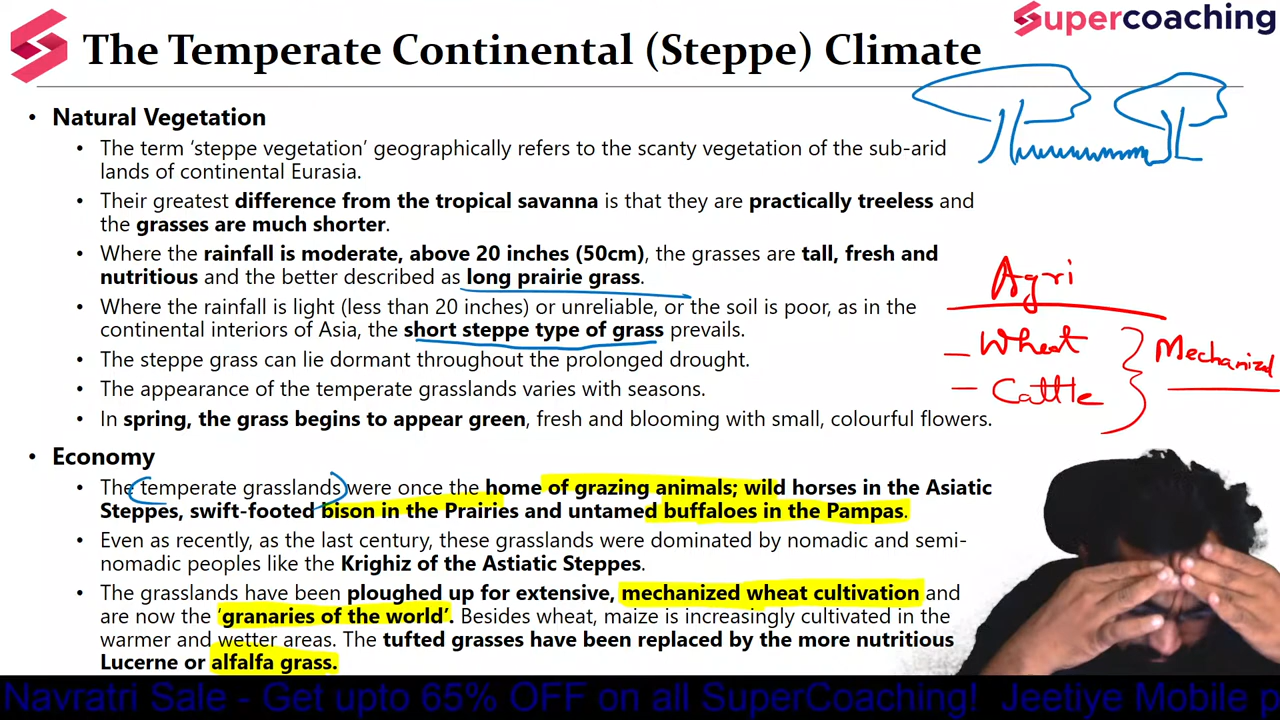 Supercoaching
The Temperate Continental (Steppe) Climate
• Natural Vegetation
• The term ‘steppe vegetation’ geographically refers to the scanty vegetation of the sub-arid
lands of continental Eurasia.
• Their greatest difference from the tropical savanna is that they are practically treeless and
the grasses are much shorter.
• Where the rainfall is moderate, above 20 inches (50cm), the grasses are tall, fresh and
nutritious and the better described as long prairie grass.
• Where the rainfall is light (less than 20 inches) or unreliable, or the soil is poor, as in the
continental interiors of Asia, the short steppe type of grass prevails.
• The steppe grass can lie dormant throughout the prolonged drought.
• The appearance of the temperate grasslands varies with seasons.
• In spring, the grass begins to appear green, fresh and blooming with small, colourful flowers.
Agri
- Wheat
- Cattle
Mechanized
• Economy
• The temperate grasslands were once the home of grazing animals; wild horses in the Asiatic
Steppes, swift-footed bison in the Prairies and untamed buffaloes in the Pampas.
• Even as recently, as the last century, these grasslands were dominated by nomadic and semi-
nomadic peoples like the Krighiz of the Astiatic Steppes.
• The grasslands have been ploughed up for extensive, mechanized wheat cultivation and
are now the ‘granaries of the world’. Besides wheat, maize is increasingly cultivated in the
warmer and wetter areas. The tufted grasses have been replaced by the more nutritious
Lucerne or alfalfa grass.
Navratri Sale - Get upto 65% OFF on all SuperCoaching! Jeetiye Mobile p